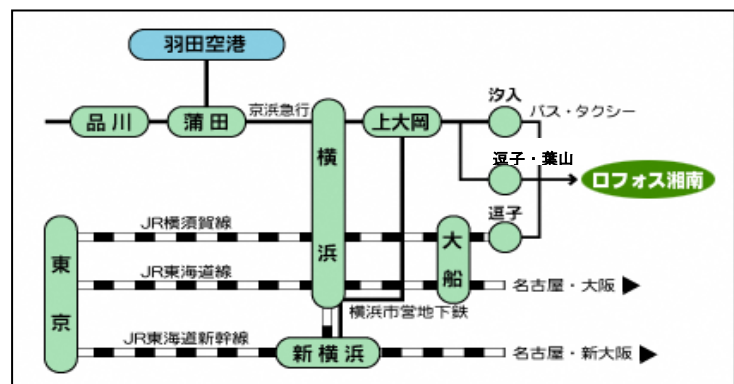 羽田空港
品川
蒲田
京浜急行
横浜
上大岡
汐入
バス・タクシー
逗子・葉山
ロフォス湘南
東京
JR横須賀線
大船
逗子
JR東海道線
名古屋・大阪
横浜市営地下鉄
JR東海道新幹線
新横浜
名古屋・新大阪